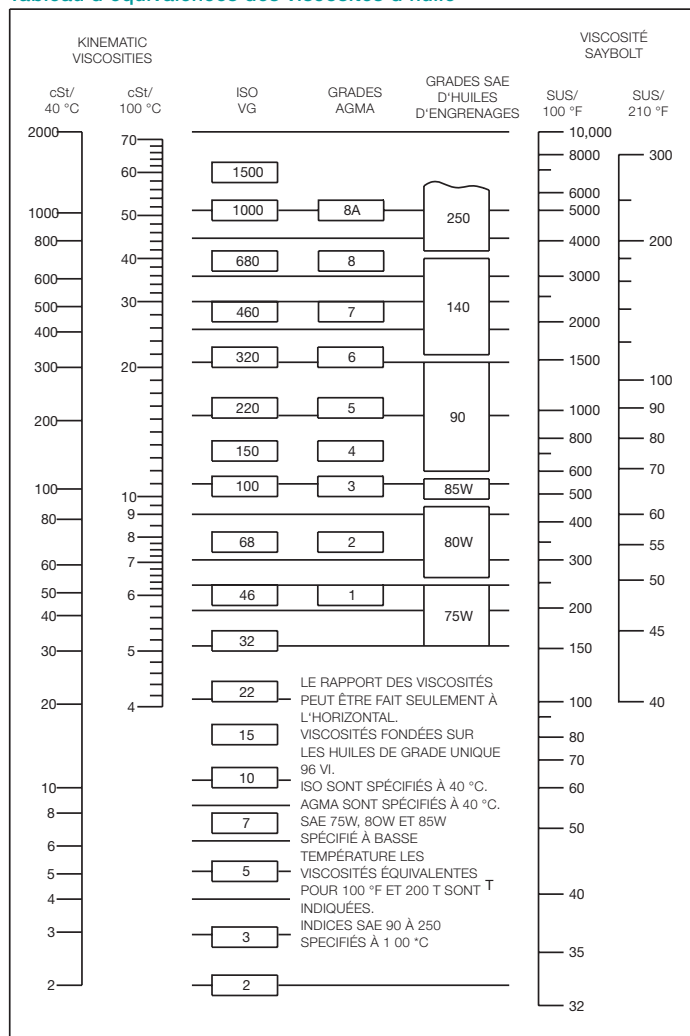 Tableau d'équivalences des viscosités d'huile
KINEMATIC
VISCOSITIES
VISCOSITÉ
SAYBOLT
cSt/
40 °C
cSt/
100 °C
ISO
VG
GRADES
AGMA
GRADES SAE
D'HUILES
D'ENGRENAGES
SUS/
100 °F
SUS/
210 °F
2000
1000
800
600
500
400
300
200
100
80
60
50
40
30
20
10
8
6
5
4
3
2
70
60
50
40
30
20
10
9
8
7
6
5
4
1500
1000
680
460
320
220
150
100
68
46
32
22
15
10
7
5
3
2
8A
8
7
6
5
4
3
2
1
250
140
90
85W
80W
75W
LE RAPPORT DES VISCOSITÉS
PEUT ÊTRE FAIT SEULEMENT À
L'HORIZONTAL.
VISCOSITÉS FONDÉES SUR
LES HUILES DE GRADE UNIQUE
96 VI.
ISO SONT SPÉCIFIÉS À 40 °C.
AGMA SONT SPÉCIFIÉS À 40 °C.
SAE 75W, 8OW ET 85W
SPÉCIFIÉ À BASSE
TEMPÉRATURE LES
VISCOSITÉS ÉQUIVALENTES
POUR 100 °F ET 200 T SONT T
INDIQUÉES.
INDICES SAE 90 À 250
SPECIFIÉS À 1 00 *C
10,000
8000
6000
5000
4000
3000
2000
1500
1000
800
600
500
400
300
200
150
100
80
70
60
50
40
35
32
300
200
100
90
80
70
60
55
50
45
40